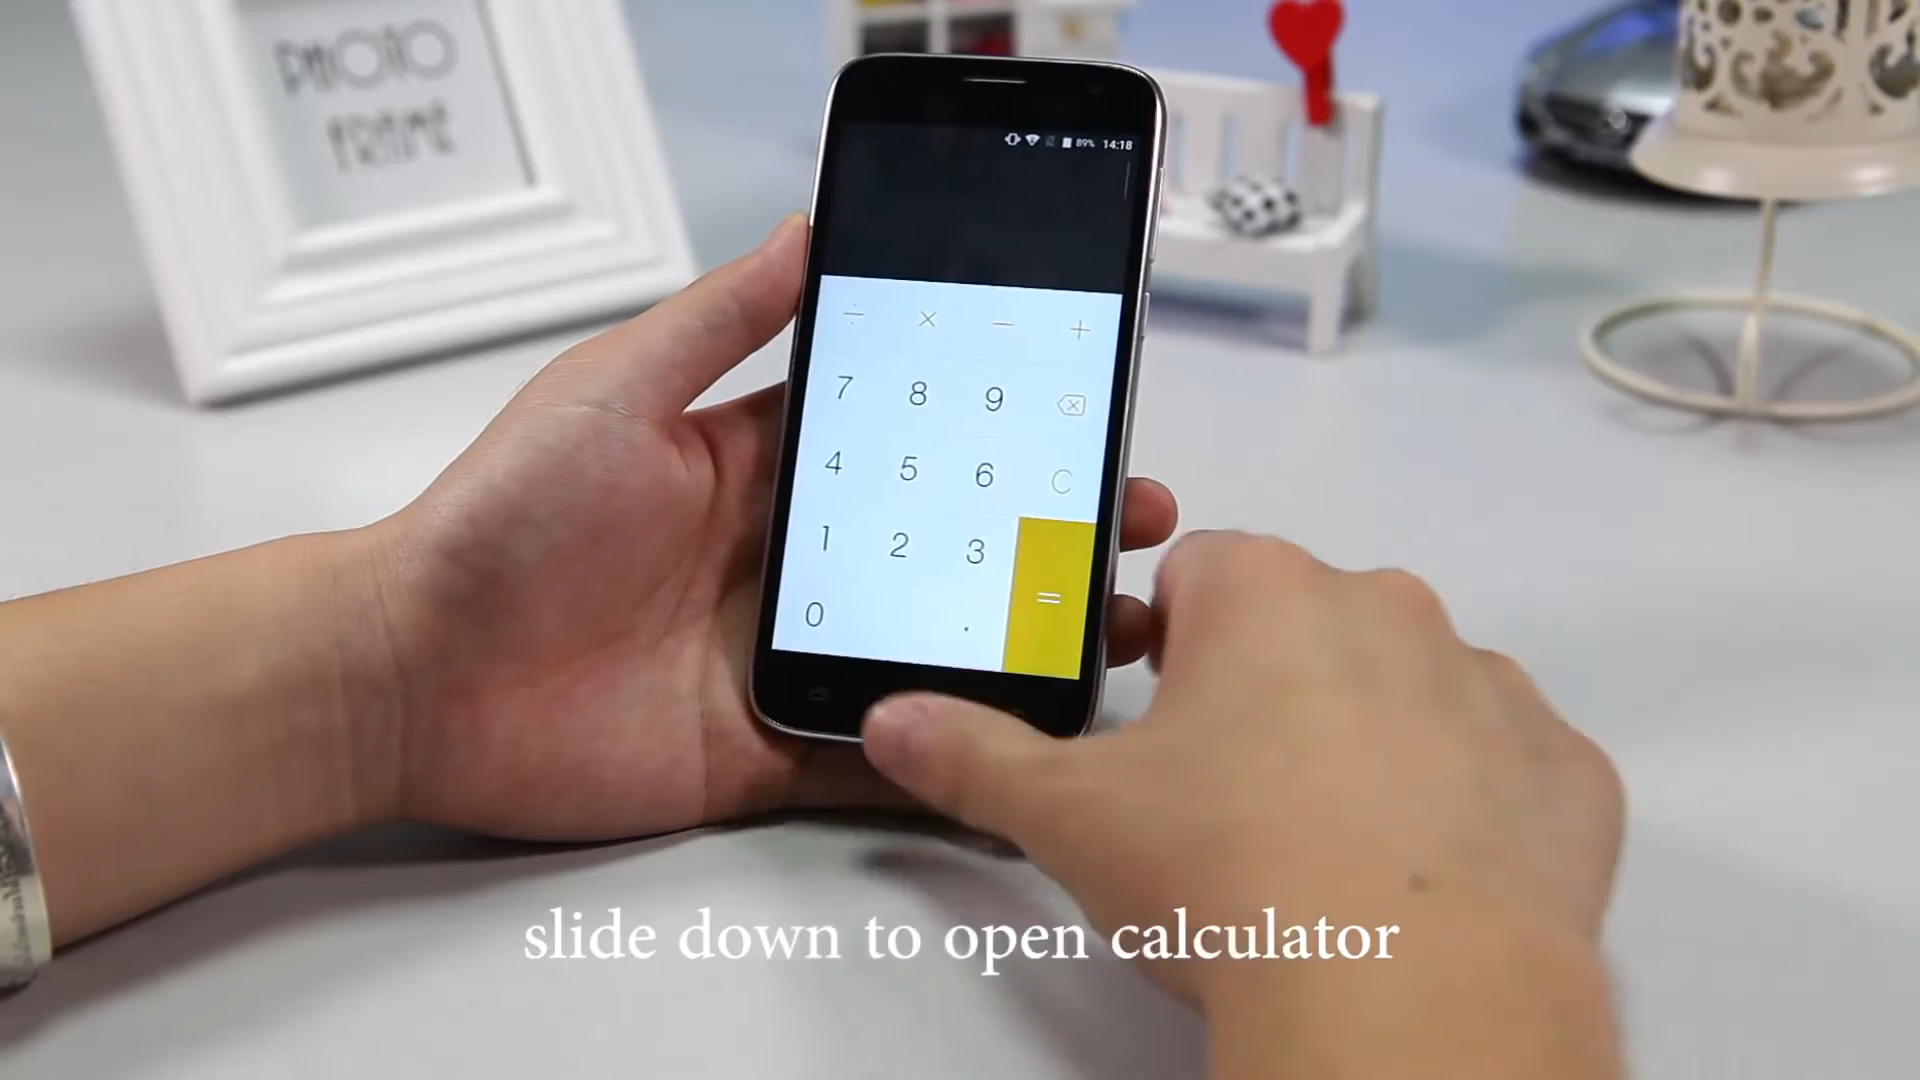 PHOTO
FRAME
89% 14:18
÷ × − +
7 8 9
4 5 6 C
1 2 3
0 . =
slide down to open calculator